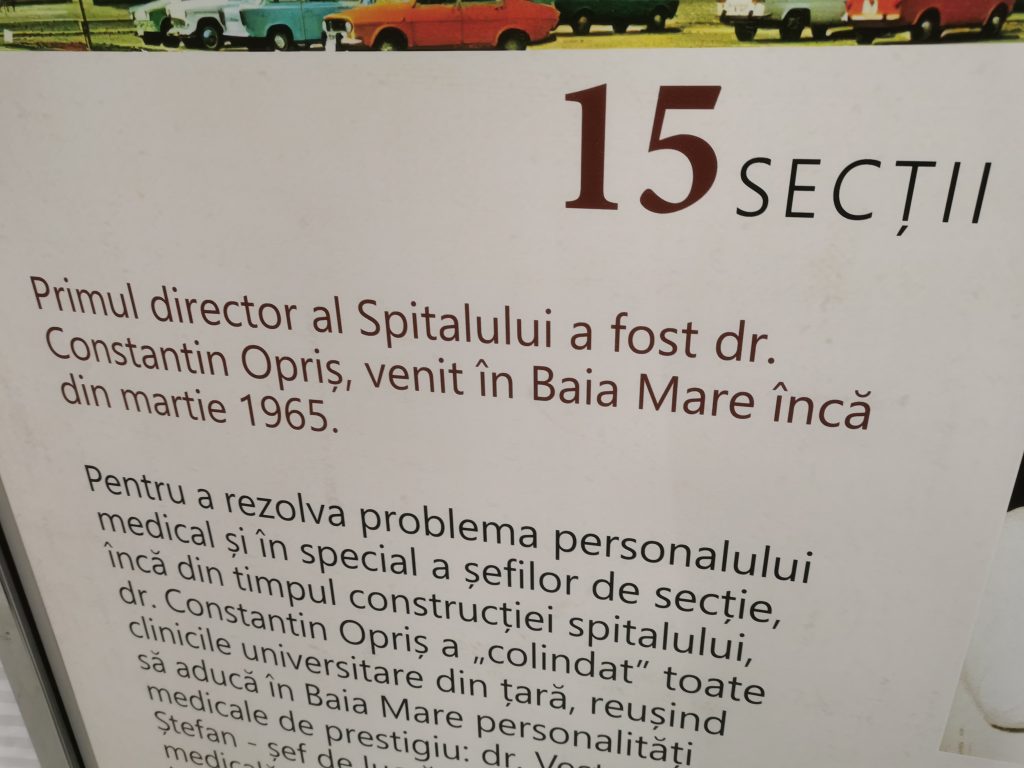 15 SECȚII
Primul director al Spitalului a fost dr.
Constantin Opriș, venit în Baia Mare încă
din martie 1965.
Pentru a rezolva problema personalului
medical și în special a șefilor de secție,
încă din timpul construcției spitalului,
dr. Constantin Opriș a „colindat” toate
clinicile universitare din țară, reușind
să aducă în Baia Mare personalități
medicale de prestigiu: dr.
Ștefan - șef de